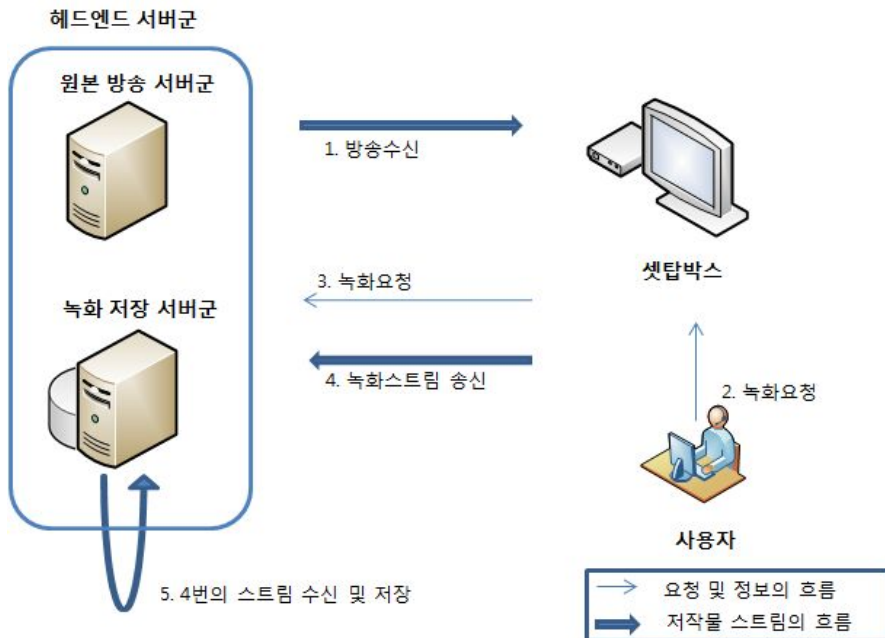 헤드엔드 서버군
원본 방송 서버군
1. 방송수신
셋탑박스
3. 녹화요청
녹화 저장 서버군
4. 녹화스트림 송신
2. 녹화요청
사용자
5. 4번의 스트림 수신 및 저장
요청 및 정보의 흐름
저작물 스트림의 흐름